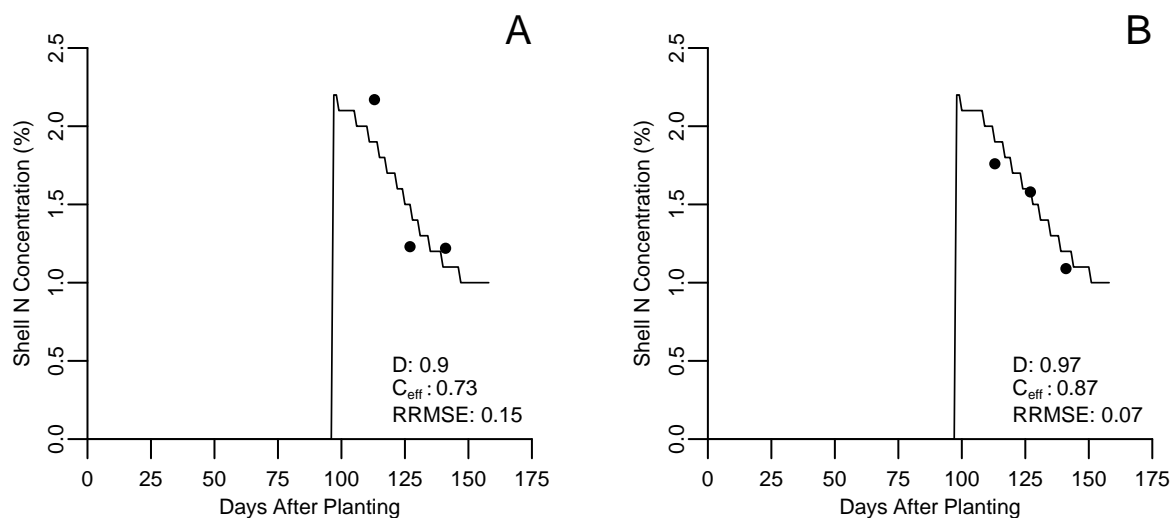 A
Shell N Concentration (%)
2.5
2.0
1.5
1.0
0.5
0.0
D: 0.9
Ceff : 0.73
RRMSE: 0.15
0 25 50 75 100 125 150 175
Days After Planting
B
Shell N Concentration (%)
2.5
2.0
1.5
1.0
0.5
0.0
D: 0.97
Ceff : 0.87
RRMSE: 0.07
0 25 50 75 100 125 150 175
Days After Planting